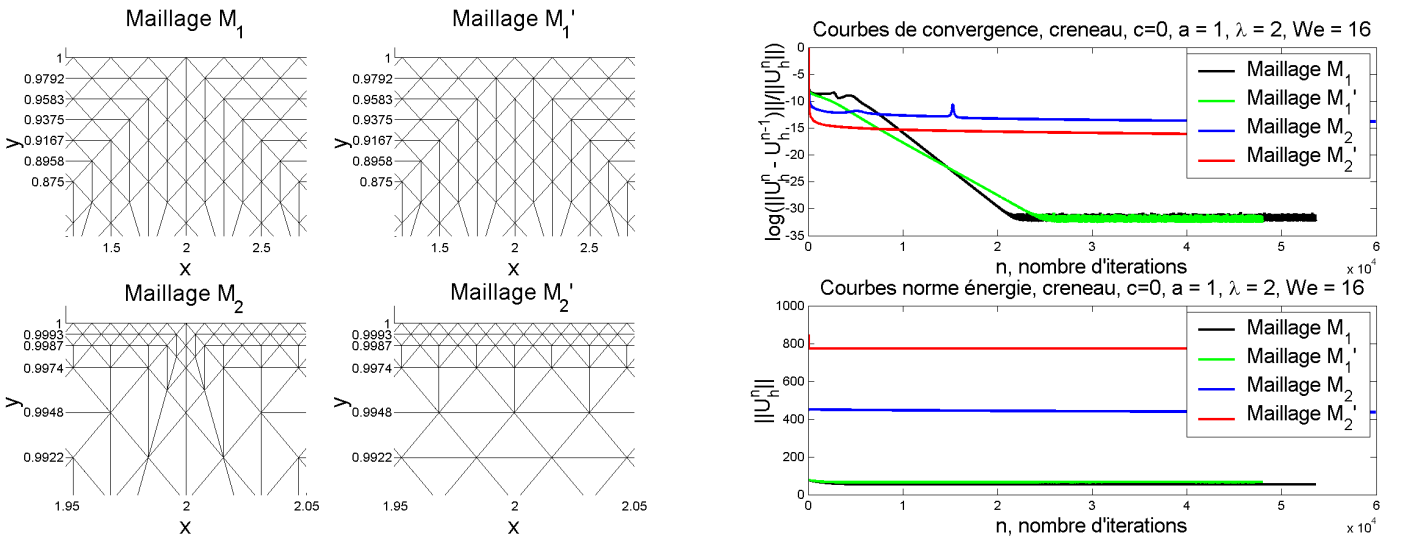 Maillage M1
y
1
0.9792
0.9583
0.9375
0.9167
0.8958
0.875
1.5
2
2.5
x
Maillage M1'
y
1
0.9792
0.9583
0.9375
0.9167
0.8958
0.875
1.5
2
2.5
x
Maillage M2
y
1
0.9993
0.9987
0.9974
0.9948
0.9922
1.95
2
2.05
x
Maillage M2'
y
1
0.9993
0.9987
0.9974
0.9948
0.9922
1.95
2
2.05
x
Courbes de convergence, creneau, c=0, a = 1, λ = 2, We = 16
log(||U_h^n - U_h^n-1)||/||U_h^n||)
0
-5
-10
-15
-20
-25
-30
-35
Maillage M1
Maillage M1'
Maillage M2
Maillage M2'
0
1
2
3
4
5
6
x 10^4
n, nombre d'iterations
Courbes norme énergie, creneau, c=0, a = 1, λ = 2, We = 16
||U_h^n||
1000
800
600
400
200
0
Maillage M1
Maillage M1'
Maillage M2
Maillage M2'
0
1
2
3
4
5
6
x 10^4
n, nombre d'iterations